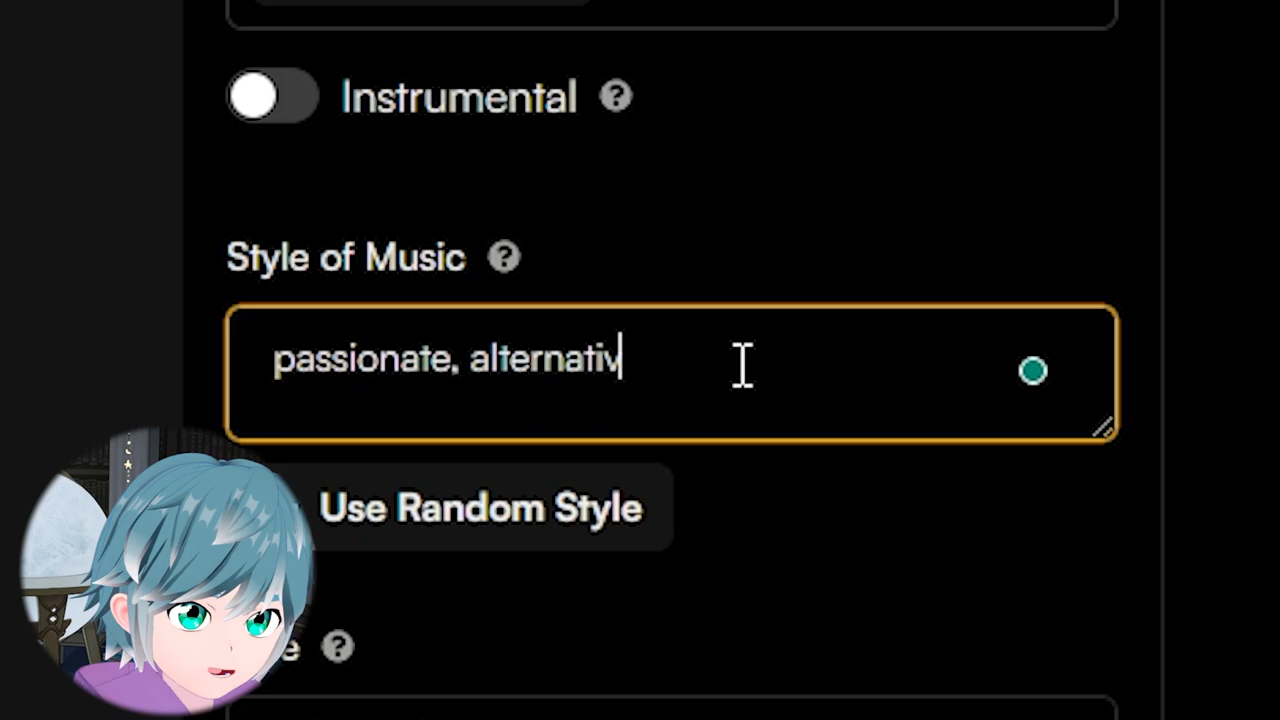 Instrumental ?
Style of Music ?
passionate, alternativ
Use Random Style
e ?